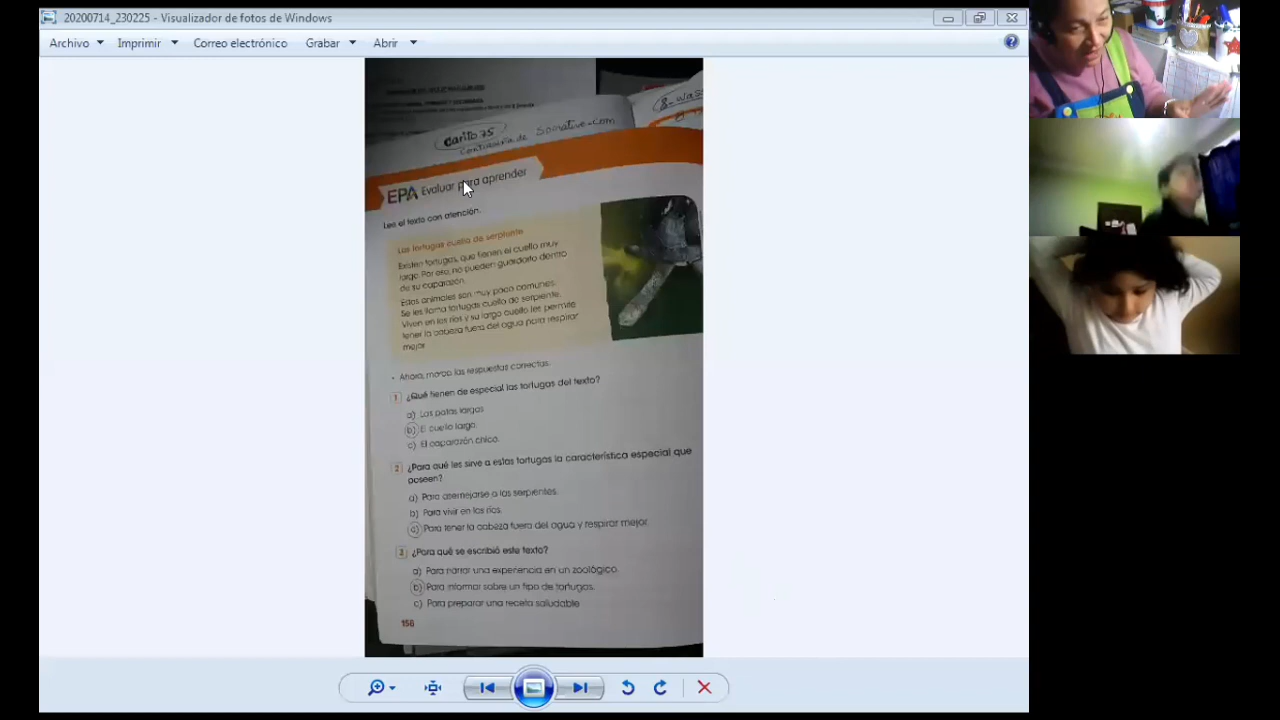 20200714_230225 - Visualizador de fotos de Windows
Archivo Imprimir Correo electrónico Grabar Abrir
carlito 75
Continuación de Somative-com
EPA Evaluar para aprender
Lee el texto con atención.
Las tortugas cuello de serpiente
Existen tortugas, que tienen el cuello muy
largo. Por eso, no pueden guardarlo dentro
de su caparazón.
Estos animales son muy poco comunes.
Se les llama tortugas cuello de serpiente.
Viven en los ríos y su largo cuello les permite
tener la cabeza fuera del agua para respirar
mejor.
• Ahora, marca las respuestas correctas.
1 ¿Qué tienen de especial las tortugas del texto?
a) Las patas largas.
b) El cuello largo.
c) El caparazón chico.
2 ¿Para qué les sirve a estas tortugas la característica especial que
poseen?
a) Para asemejarse a las serpientes.
b) Para vivir en los ríos.
c) Para tener la cabeza fuera del agua y respirar mejor.
3 ¿Para qué se escribió este texto?
a) Para narrar una experiencia en un zoológico.
b) Para informar sobre un tipo de tortugas.
c) Para preparar una receta saludable
156